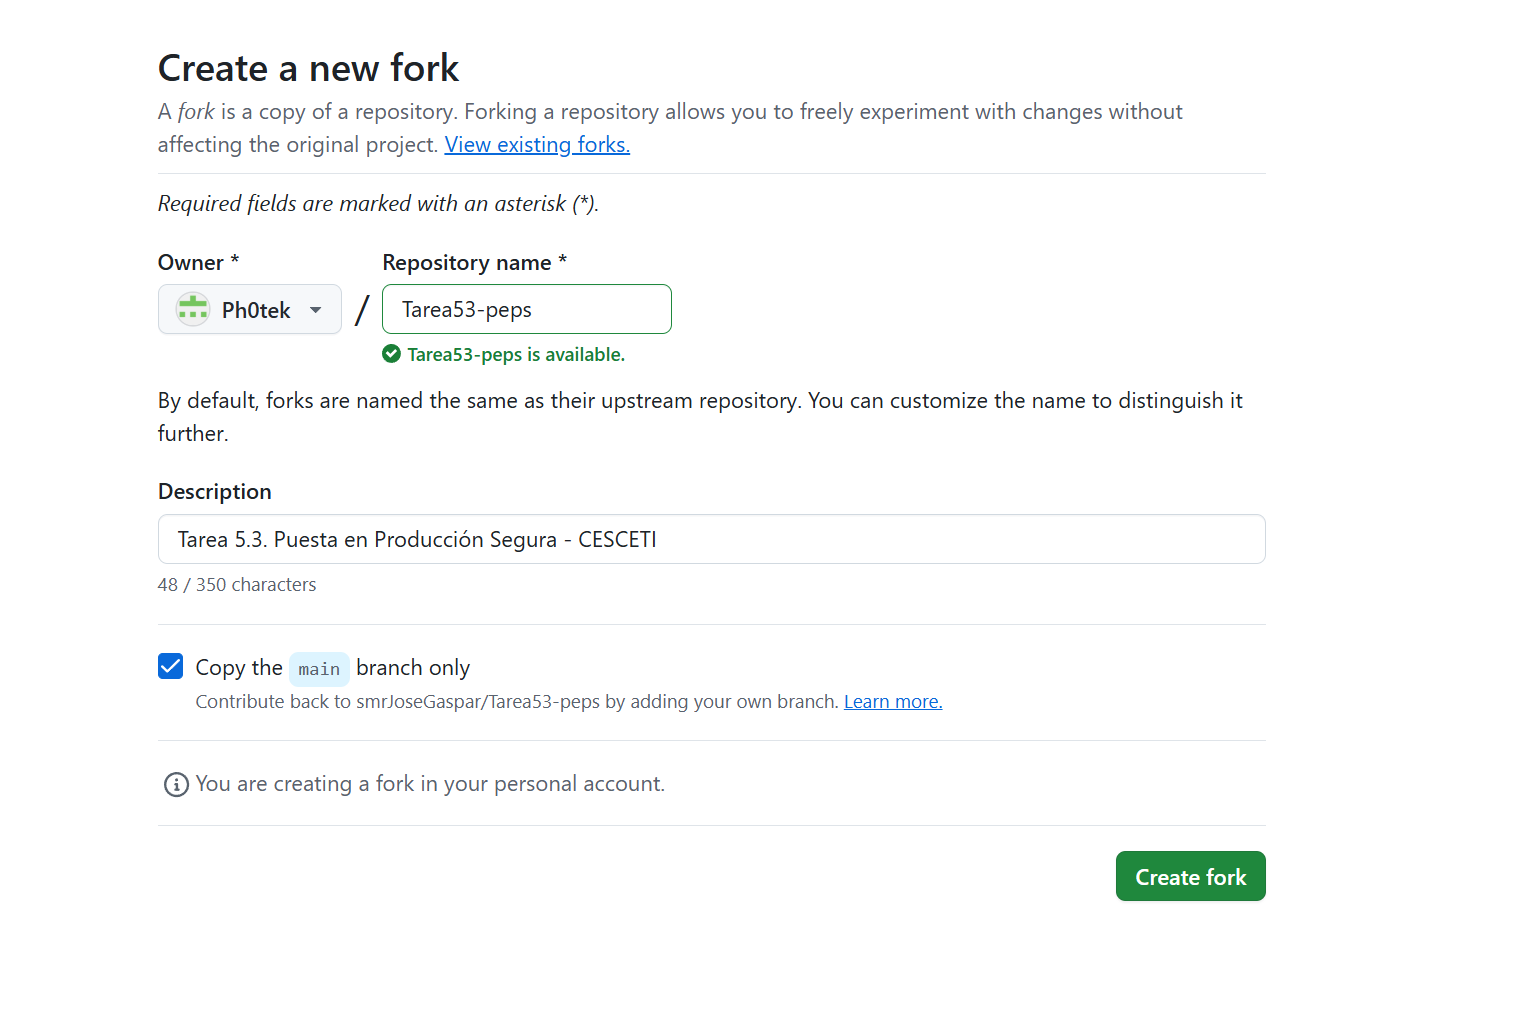 Create a new fork
A fork is a copy of a repository. Forking a repository allows you to freely experiment with changes without
affecting the original project. View existing forks.
Required fields are marked with an asterisk (*).
Owner * Repository name *
Ph0tek / Tarea53-peps
Tarea53-peps is available.
By default, forks are named the same as their upstream repository. You can customize the name to distinguish it
further.
Description
Tarea 5.3. Puesta en Producción Segura - CESCETI
48 / 350 characters
Copy the main branch only
Contribute back to smrJoseGaspar/Tarea53-peps by adding your own branch. Learn more.
You are creating a fork in your personal account.
Create fork